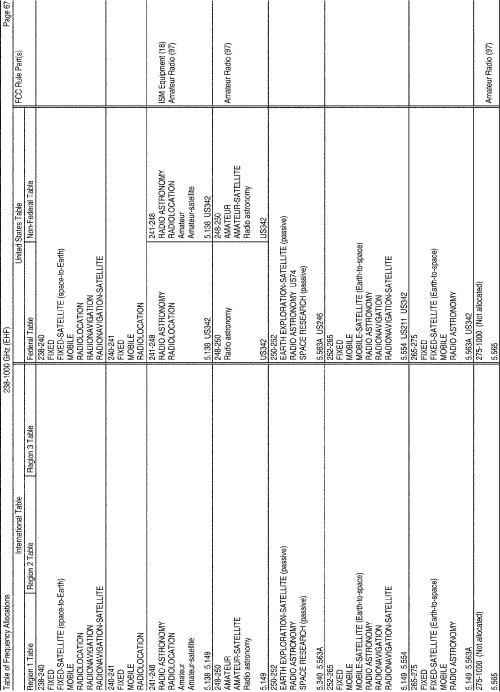 Table of Frequency Allocations 238-1000 GHz (EHF) Page 67
International Table United States Table FCC Rule Part(s)
Region 1 Table Region 2 Table Region 3 Table Federal Table Non-Federal Table
238-240
FIXED
FIXED-SATELLITE (space-to-Earth)
MOBILE
RADIOLOCATION
RADIONAVIGATION
RADIONAVIGATION-SATELLITE
238-240
FIXED
FIXED-SATELLITE (space-to-Earth)
MOBILE
RADIOLOCATION
RADIONAVIGATION
RADIONAVIGATION-SATELLITE
240-241
FIXED
MOBILE
RADIOLOCATION
240-241
FIXED
MOBILE
RADIOLOCATION
241-248
RADIO ASTRONOMY
RADIOLOCATION
Amateur
Amateur-satellite
5.138 5.149
241-248
RADIO ASTRONOMY
RADIOLOCATION
5.138 US342
241-248
RADIO ASTRONOMY
RADIOLOCATION
Amateur
Amateur-satellite
5.138 US342
ISM Equipment (18)
Amateur Radio (97)
248-250
AMATEUR
AMATEUR-SATELLITE
Radio astronomy
5.149
248-250
Radio astronomy
US342
248-250
AMATEUR
AMATEUR-SATELLITE
Radio astronomy
US342
Amateur Radio (97)
250-252
EARTH EXPLORATION-SATELLITE (passive)
RADIO ASTRONOMY
SPACE RESEARCH (passive)
5.340 5.563A
250-252
EARTH EXPLORATION-SATELLITE (passive)
RADIO ASTRONOMY US74
SPACE RESEARCH (passive)
5.563A US246
252-265
FIXED
MOBILE
MOBILE-SATELLITE (Earth-to-space)
RADIO ASTRONOMY
RADIONAVIGATION
RADIONAVIGATION-SATELLITE
5.149 5.554
252-265
FIXED
MOBILE
MOBILE-SATELLITE (Earth-to-space)
RADIO ASTRONOMY
RADIONAVIGATION
RADIONAVIGATION-SATELLITE
5.554 US211 US342
265-275
FIXED
FIXED-SATELLITE (Earth-to-space)
MOBILE
RADIO ASTRONOMY
5.149 5.563A
265-275
FIXED
FIXED-SATELLITE (Earth-to-space)
MOBILE
RADIO ASTRONOMY
5.563A US342
275-1000 (Not allocated)
5.565
275-1000 (Not allocated)
5.565
Amateur Radio (97)